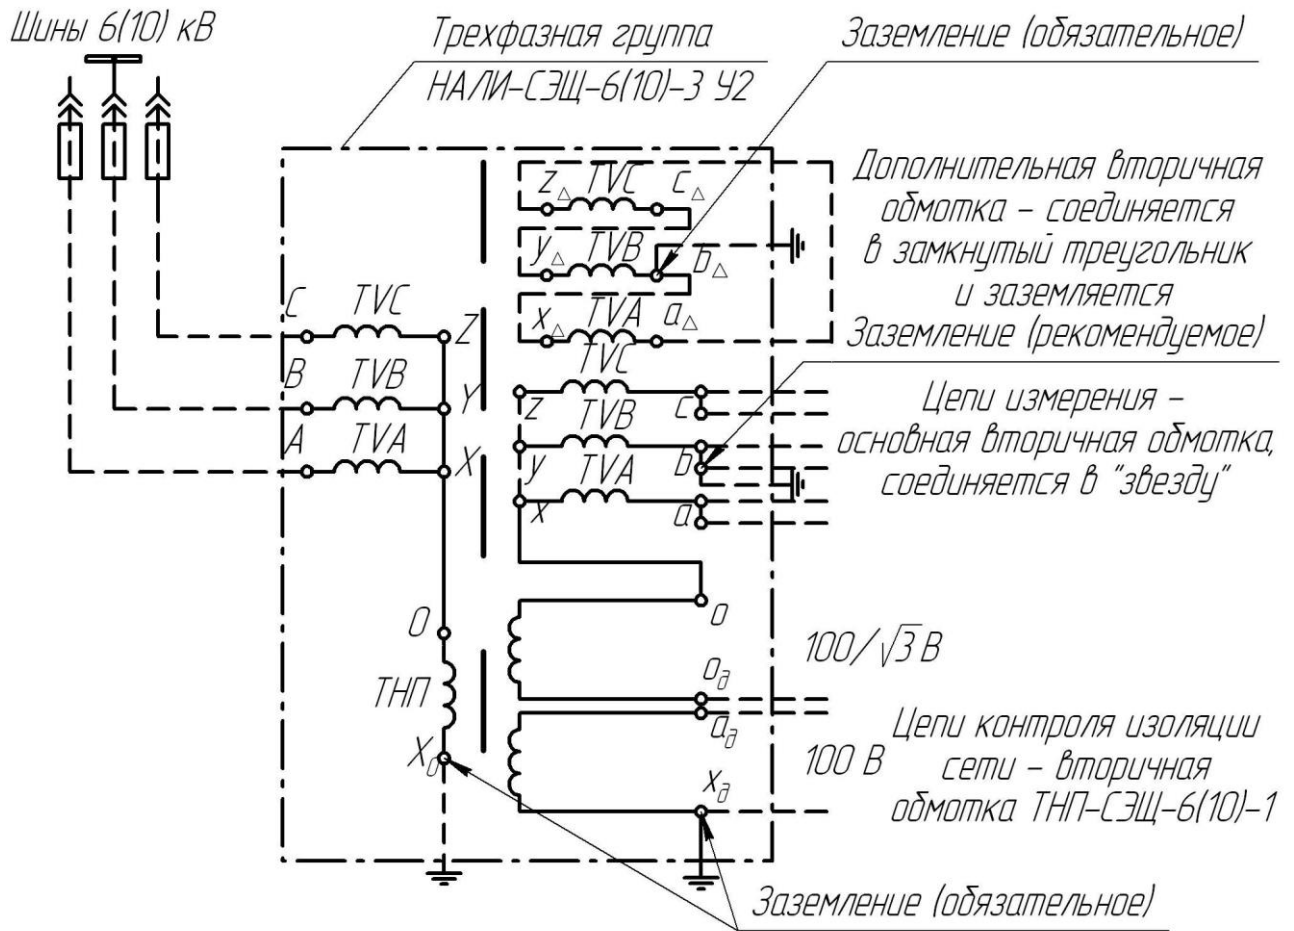 Шины 6(10) кВ
Трехфазная группа
НАЛИ-СЭЩ-6(10)-3 У2
Заземление (обязательное)
z△ TVC c△
y△ TVB b△
x△ TVA a△
Дополнительная вторичная
обмотка - соединяется
в замкнутый треугольник
и заземляется
Заземление (рекомендуемое)
C TVC Z
B TVB Y
A TVA X
TVC
z c
TVB
y b
TVA
x a
Цепи измерения -
основная вторичная обмотка,
соединяется в "звезду"
O
ТНП
X₀
o
oд
100/√3 В
aд
100 В
xд
Цепи контроля изоляции
сети - вторичная
обмотка ТНП-СЭЩ-6(10)-1
Заземление (обязательное)